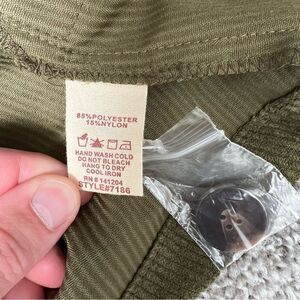 85%POLYESTER
15%NYLON
HAND WASH COLD
DO NOT BLEACH
HANG TO DRY
COOL IRON
RN # 141204
STYLE#7186